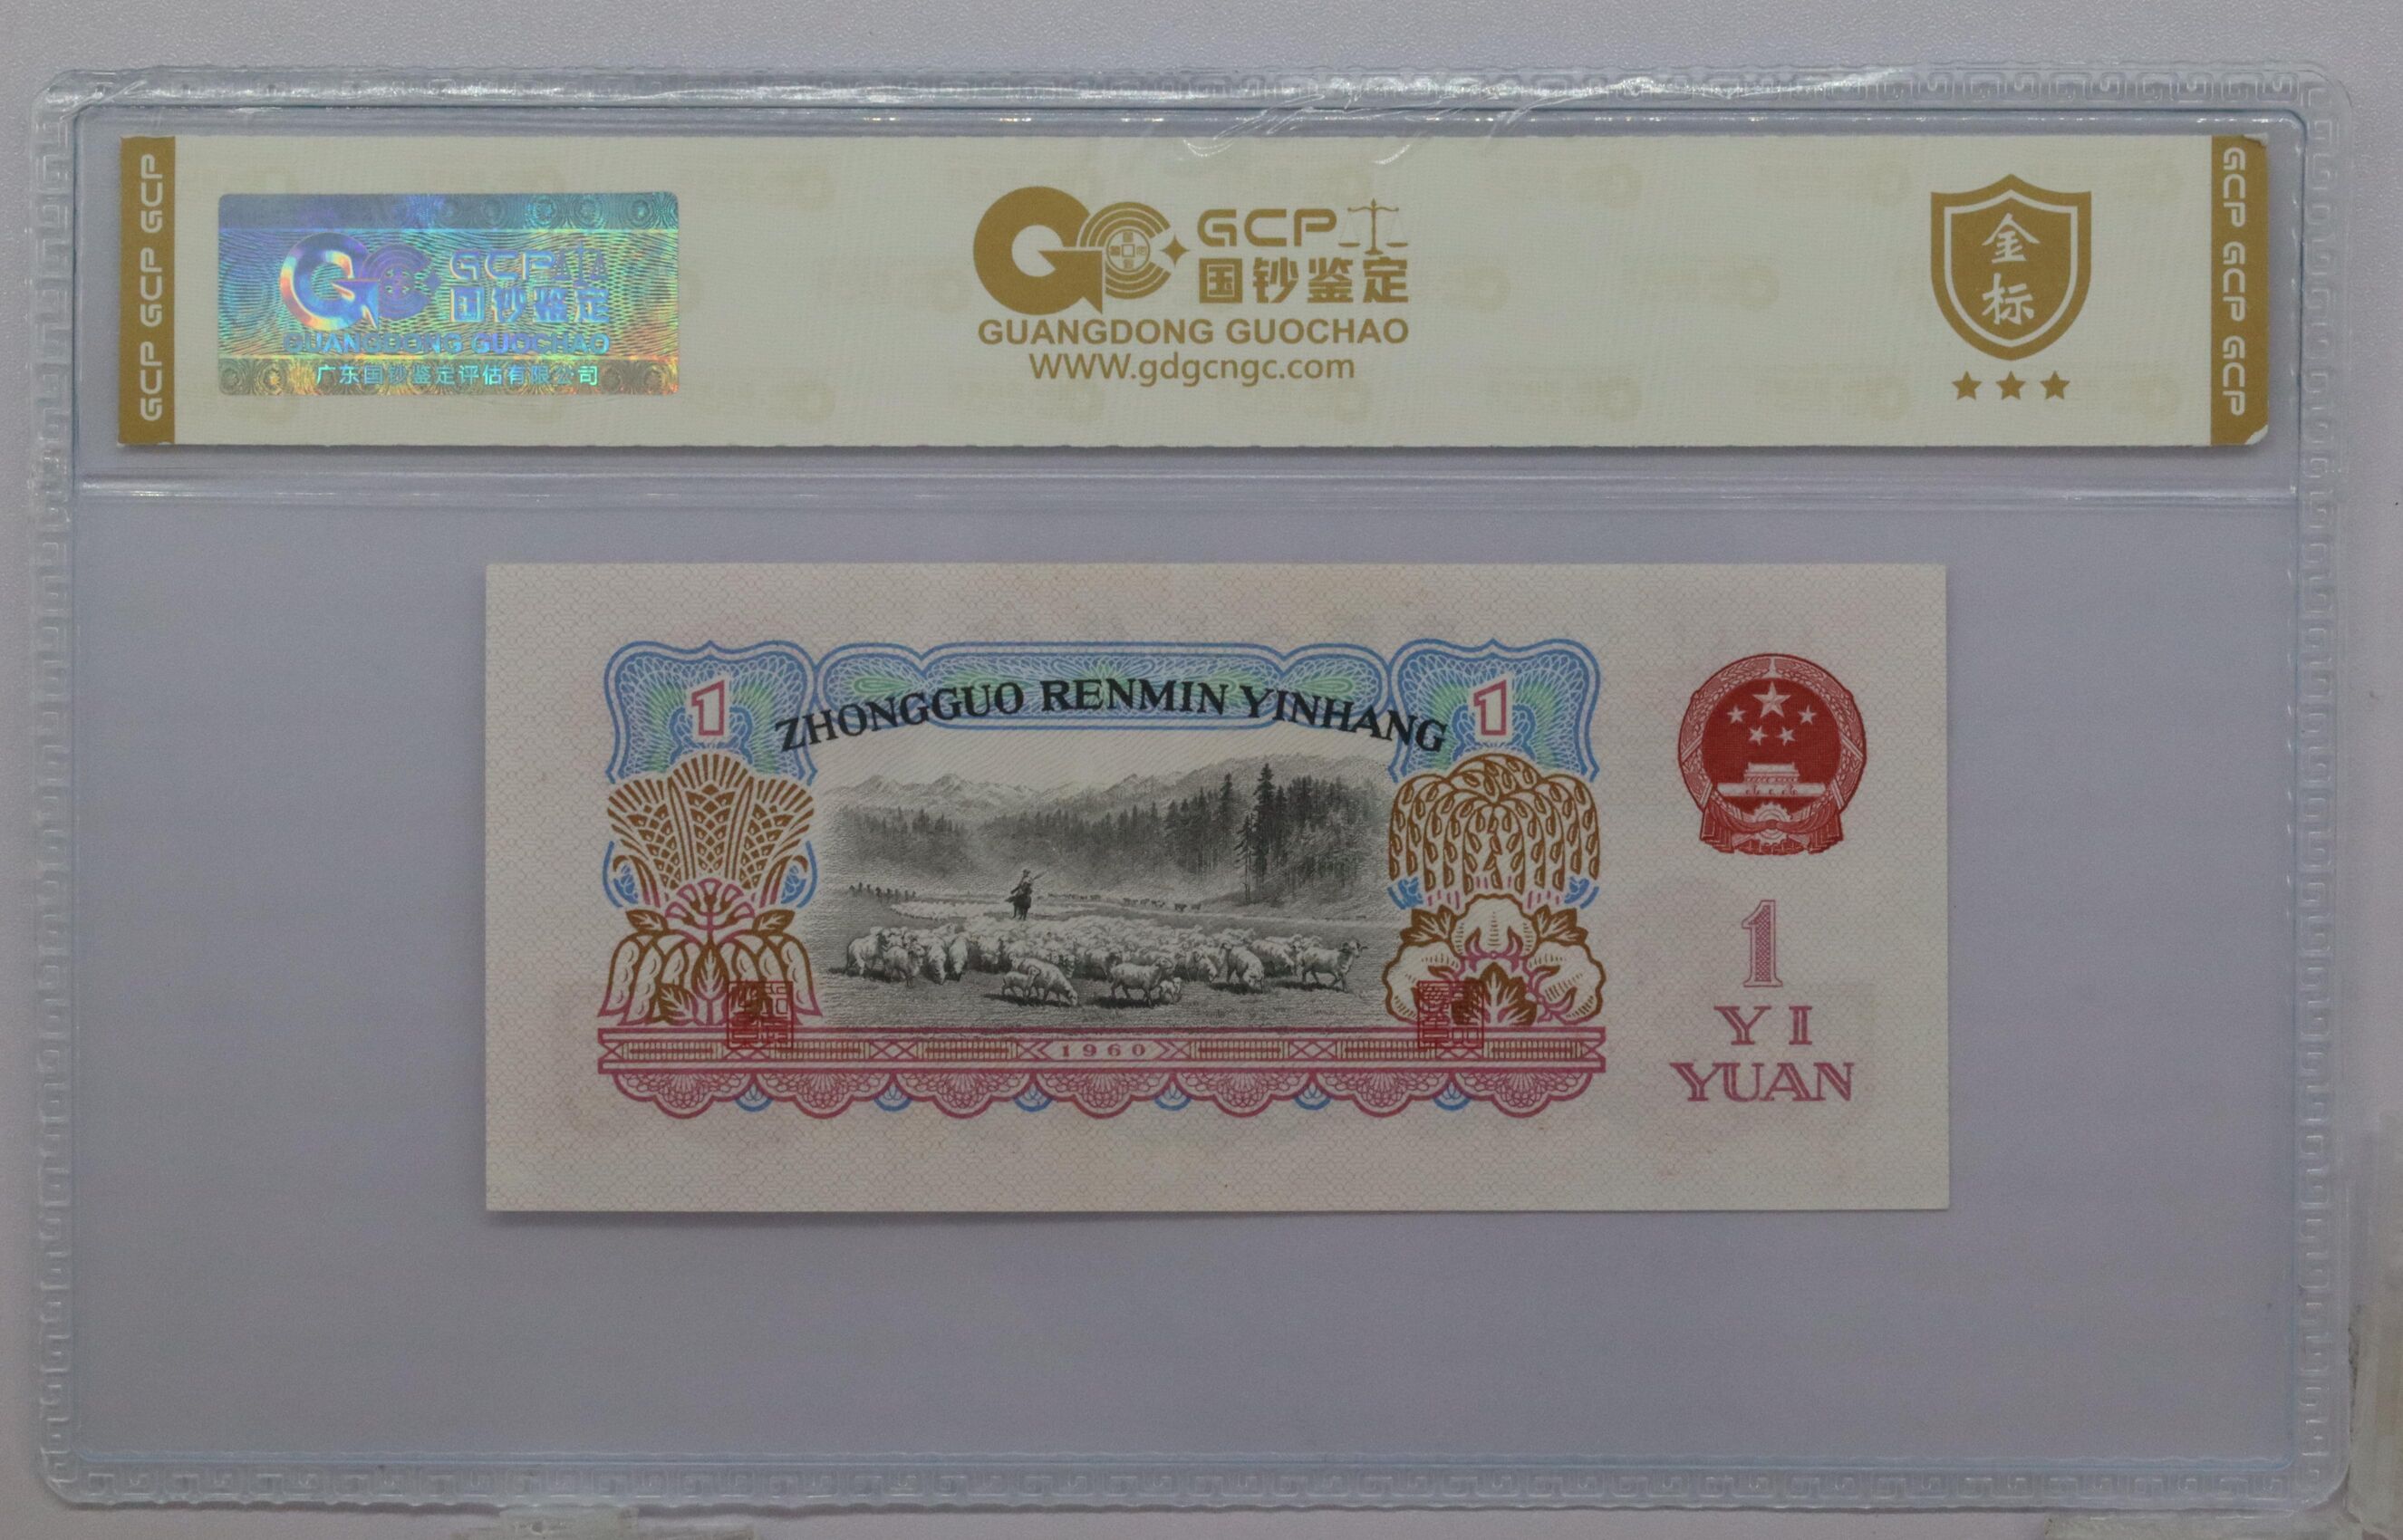 GCP GCP GCP
GCP
国钞鉴定
GUANGDONG GUOCHAO
广东国钞鉴定评估有限公司
GCP
国钞鉴定
GUANGDONG GUOCHAO
WWW.gdgcngc.com
金
标
GCP GCP GCP
1
ZHONGGUO RENMIN YINHANG
1
1960
1
YI
YUAN